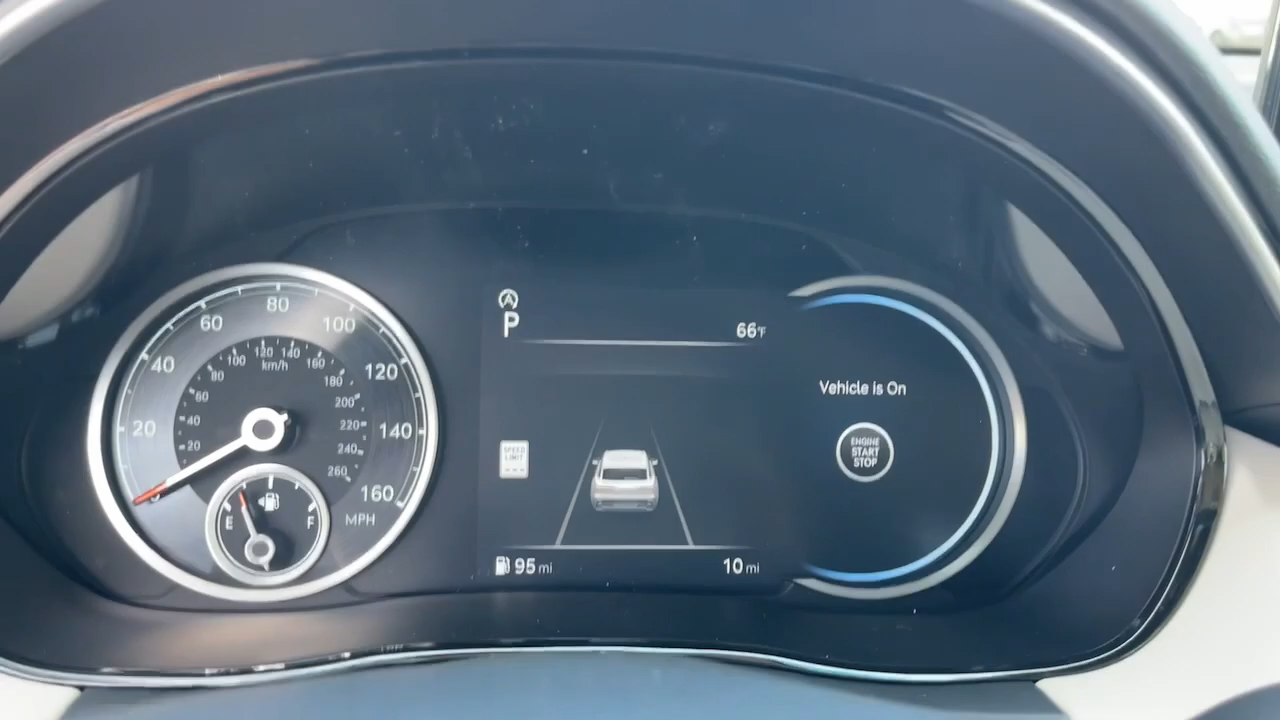 80
60
100
40
120
20
140
160
MPH
120
140
100
160
km/h
80
180
60
200
40
220
20
240
260
E
F
A
P
66°F
SPEED
LIMIT
---
95 mi
10 mi
Vehicle is On
ENGINE
START
STOP